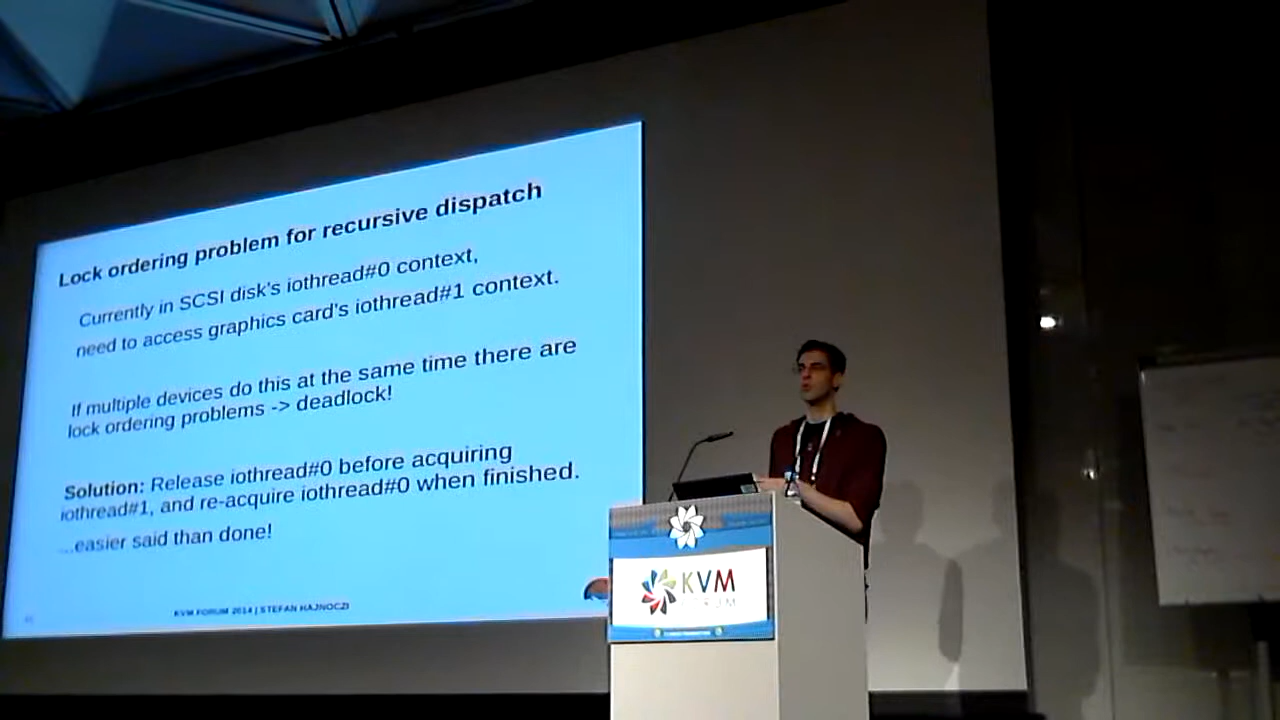 Lock ordering problem for recursive dispatch
Currently in SCSI disk's iothread#0 context,
need to access graphics card's iothread#1 context.
If multiple devices do this at the same time there are
lock ordering problems -> deadlock!
Solution: Release iothread#0 before acquiring
iothread#1, and re-acquire iothread#0 when finished.
...easier said than done!
KVM FORUM 2014 | STEFAN HAJNOCZI
KVM
FORUM